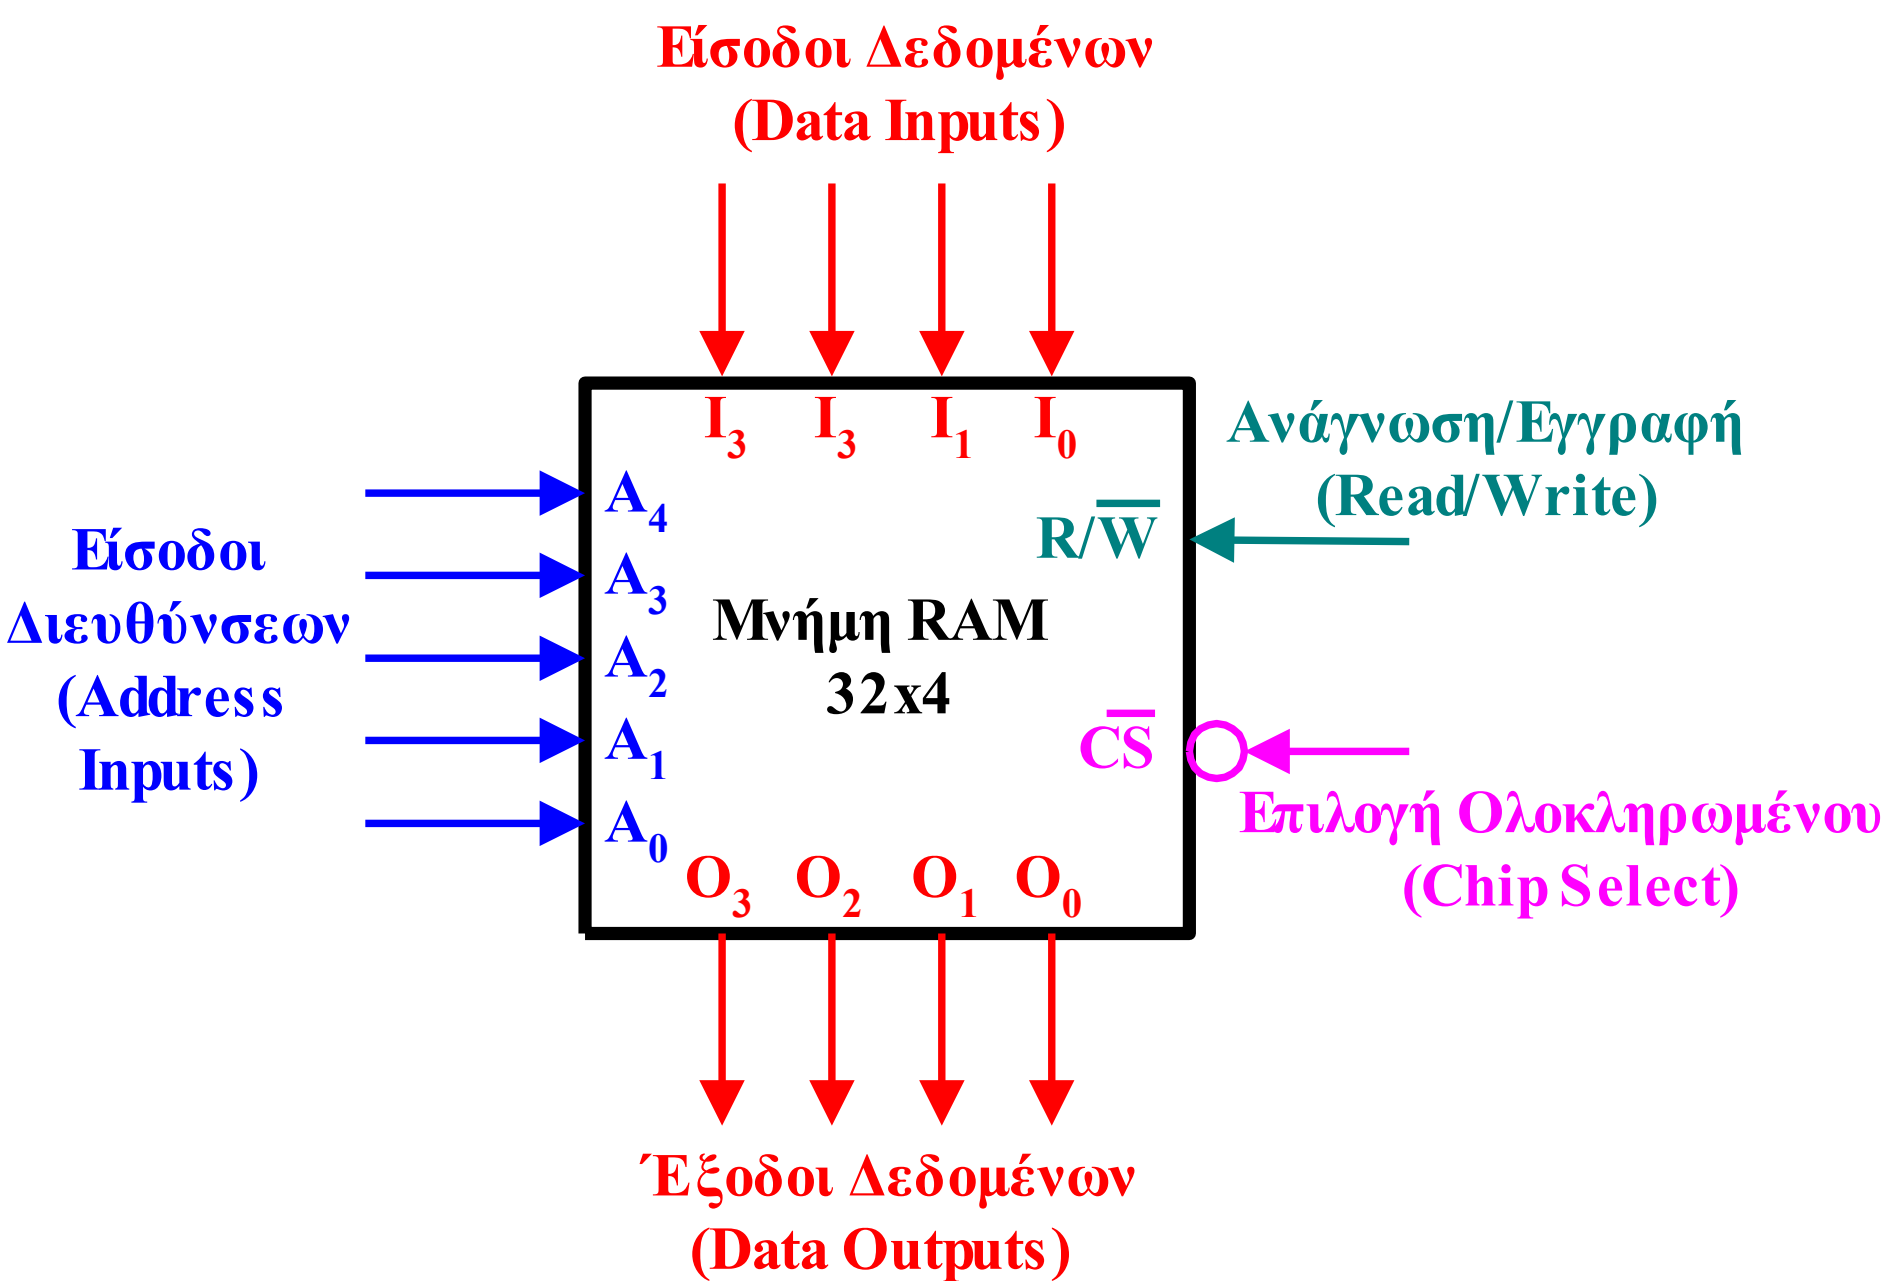 Είσοδοι Δεδομένων
(Data Inputs)
I3 I3 I1 I0
Ανάγνωση/Εγγραφή
(Read/Write)
R/W̅
A4
A3
A2
A1
A0
Είσοδοι
Διευθύνσεων
(Address
Inputs)
Μνήμη RAM
32x4
CS̅
Επιλογή Ολοκληρωμένου
(Chip Select)
O3 O2 O1 O0
Έξοδοι Δεδομένων
(Data Outputs)